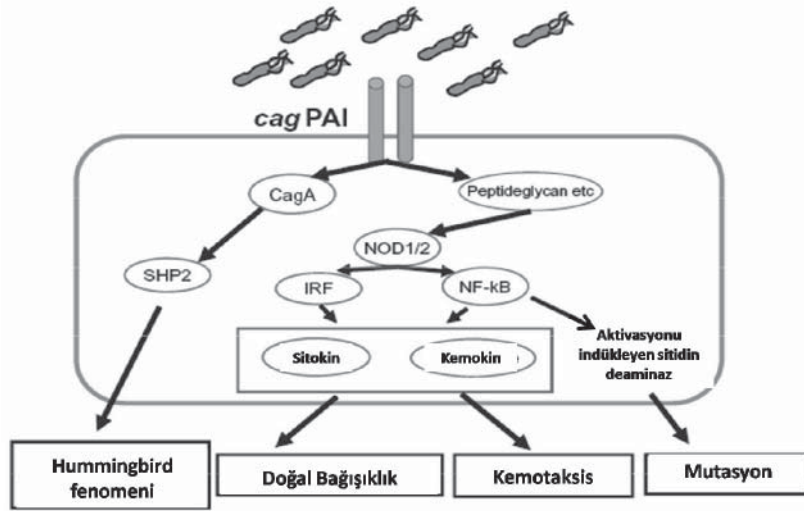 cag PAI
CagA
Peptideglycan etc
NOD1/2
SHP2
IRF
NF-kB
Sitokin
Kemokin
Aktivasyonu
indükleyen sitidin
deaminaz
Hummingbird
fenomeni
Doğal Bağışıklık
Kemotaksis
Mutasyon